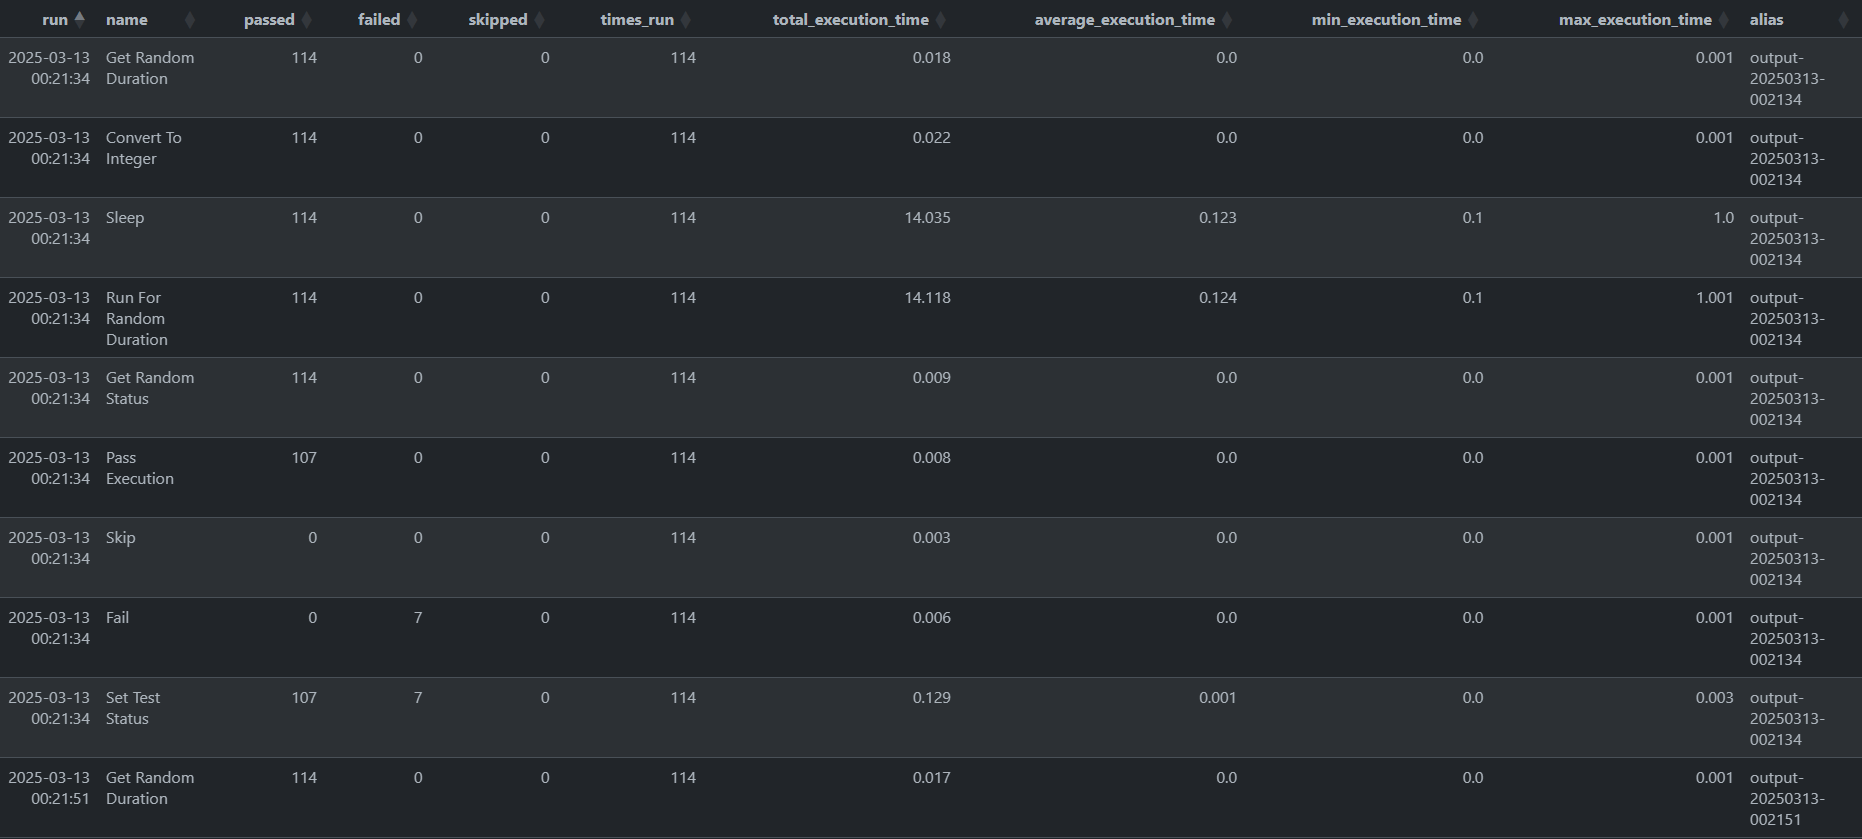 run name passed failed skipped times_run total_execution_time average_execution_time min_execution_time max_execution_time alias
2025-03-13 Get Random 114 0 0 114 0.018 0.0 0.0 0.001 output-
00:21:34 Duration 20250313-
002134
2025-03-13 Convert To 114 0 0 114 0.022 0.0 0.0 0.001 output-
00:21:34 Integer 20250313-
002134
2025-03-13 Sleep 114 0 0 114 14.035 0.123 0.1 1.0 output-
00:21:34 20250313-
002134
2025-03-13 Run For 114 0 0 114 14.118 0.124 0.1 1.001 output-
00:21:34 Random 20250313-
Duration 002134
2025-03-13 Get Random 114 0 0 114 0.009 0.0 0.0 0.001 output-
00:21:34 Status 20250313-
002134
2025-03-13 Pass 107 0 0 114 0.008 0.0 0.0 0.001 output-
00:21:34 Execution 20250313-
002134
2025-03-13 Skip 0 0 0 114 0.003 0.0 0.0 0.001 output-
00:21:34 20250313-
002134
2025-03-13 Fail 0 7 0 114 0.006 0.0 0.0 0.001 output-
00:21:34 20250313-
002134
2025-03-13 Set Test 107 7 0 114 0.129 0.001 0.0 0.003 output-
00:21:34 Status 20250313-
002134
2025-03-13 Get Random 114 0 0 114 0.017 0.0 0.0 0.001 output-
00:21:51 Duration 20250313-
002151